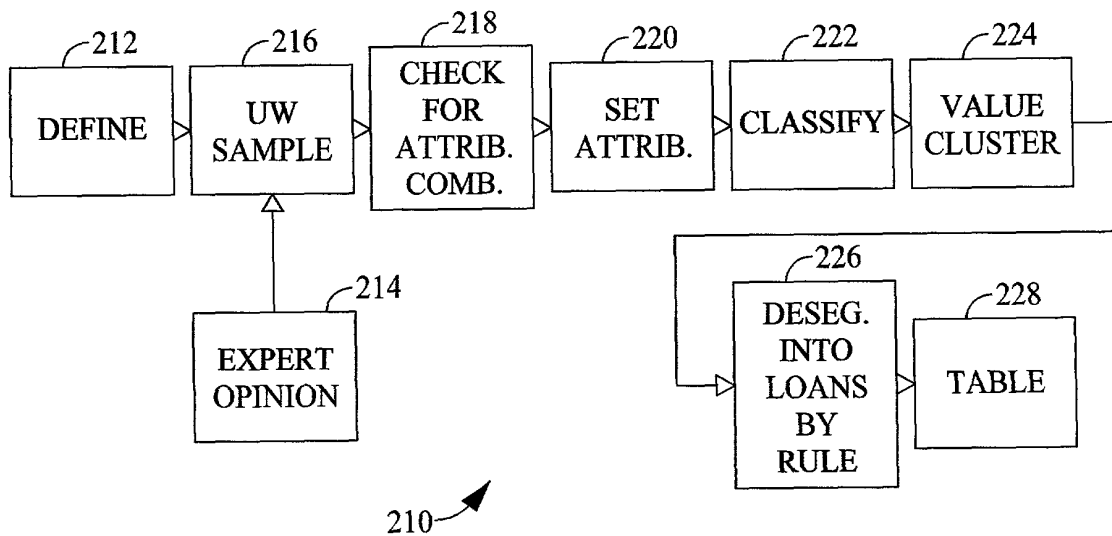 212
DEFINE
216
UW
SAMPLE
218
CHECK
FOR
ATTRIB.
COMB.
220
SET
ATTRIB.
222
CLASSIFY
224
VALUE
CLUSTER
214
EXPERT
OPINION
226
DESEG.
INTO
LOANS
BY
RULE
228
TABLE
210